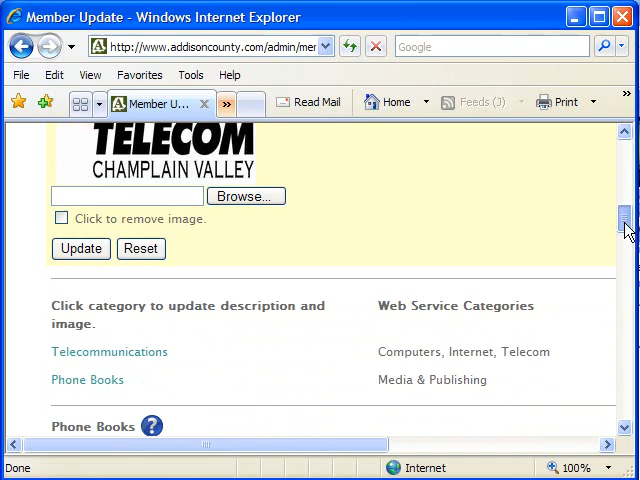 Member Update - Windows Internet Explorer
http://www.addisoncounty.com/admin/mer
Google
File Edit View Favorites Tools Help
Member U...
Read Mail
Home
Feeds (J)
Print
TELECOM
CHAMPLAIN VALLEY
Browse...
Click to remove image.
Update Reset
Click category to update description and image.
Web Service Categories
Telecommunications
Computers, Internet, Telecom
Phone Books
Media & Publishing
Phone Books ?
Done
Internet
100%